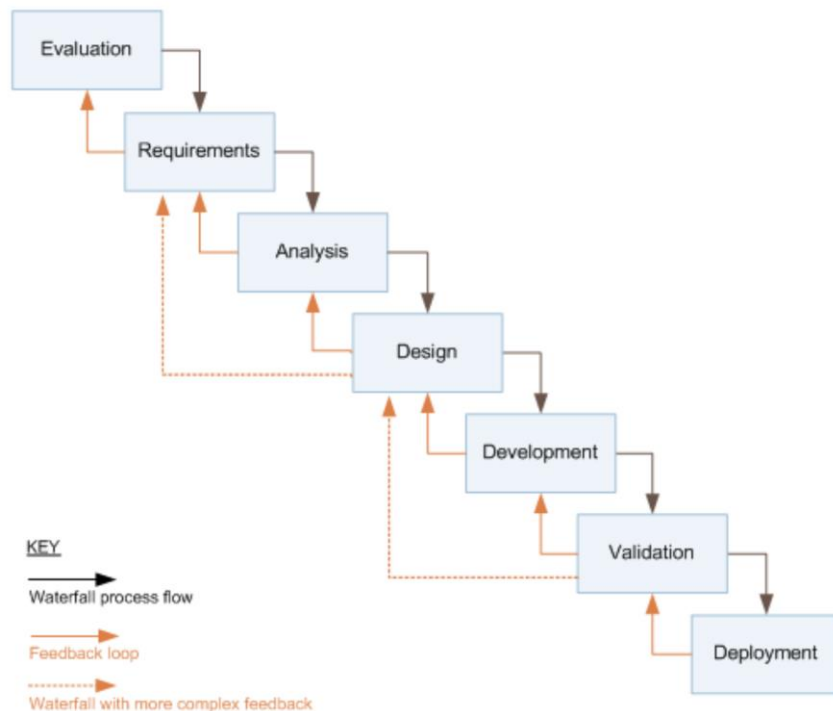 Evaluation
Requirements
Analysis
Design
Development
Validation
Deployment
KEY
Waterfall process flow
Feedback loop
Waterfall with more complex feedback